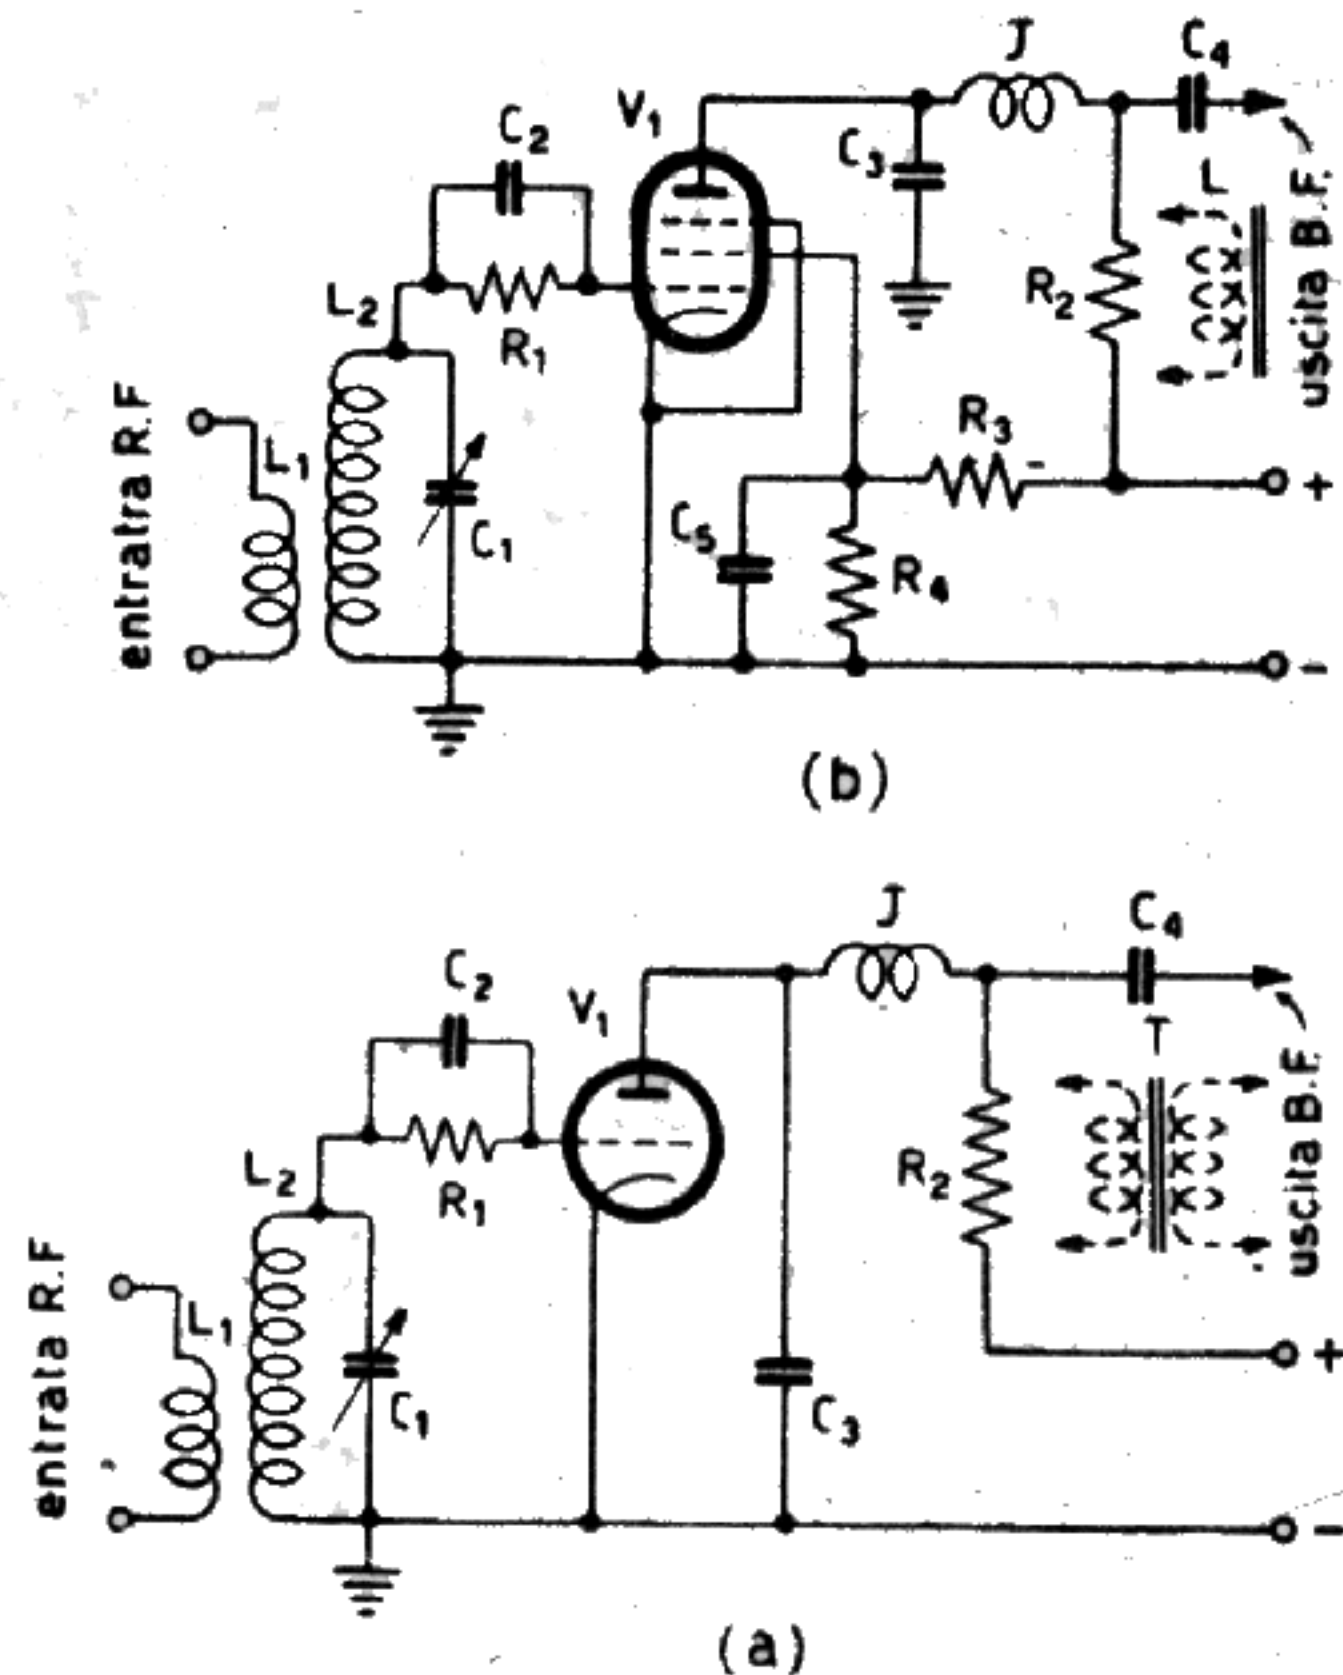 J
C4
V1
C2
C3
L
R2
uscita B.F.
L2
R1
entratra R.F
L1
R3
-
+
C1
C5
R4
-
(b)
J
C4
C2
V1
T
R2
uscita B.F.
L2
R1
entrata R.F
L1
C1
C3
+
-
(a)